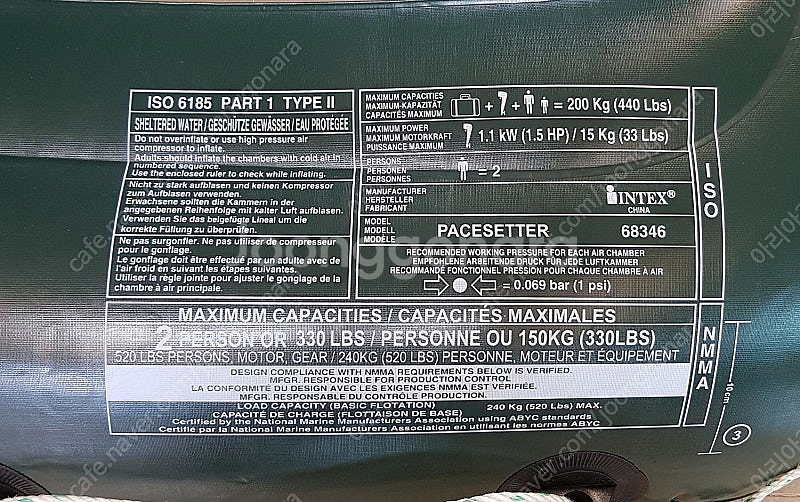 ISO 6185 PART 1 TYPE II
SHELTERED WATER / GESCHÜTZE GEWÄSSER / EAU PROTÉGÉE
Do not overinflate or use high pressure air
compressor to inflate.
Adults should inflate the chambers with cold air in
numbered sequence.
Use the enclosed ruler to check while inflating.
Nicht zu stark aufblasen und keinen Kompressor
zum Aufblasen verwenden.
Erwachsene sollten die Kammern in der
angegebenen Reihenfolge mit kalter Luft aufblasen.
Verwenden Sie das beigefügte Lineal um die
korrekte Füllung zu überprüfen.
Ne pas surgonfler. Ne pas utiliser de compresseur
pour le gonflage.
Le gonflage doit être effectué par un adulte avec de
l'air froid en suivant les étapes suivantes.
Utiliser la règle jointe pour ajuster le gonglage de la
chambre à air principale.
MAXIMUM CAPACITIES
MAXIMUM-KAPAZITÄT
CAPACITÉS MAXIMUM
+ + = 200 Kg (440 Lbs)
MAXIMUM POWER
MAXIMUM MOTORKRAFT
PUISSANCE MAXIMUM
1.1 kW (1.5 HP) / 15 Kg (33 Lbs)
PERSONS
PERSONEN
PERSONNES
= 2
MANUFACTURER
HERSTELLER
FABRICANT
INTEX®
CHINA
MODEL
MODELL
MODÈLE
PACESETTER 68346
RECOMMENDED WORKING PRESSURE FOR EACH AIR CHAMBER
EMPFOHLENE ARBEITENDE DRUCK FÜR JEDE LUFTKAMMER
RECOMMANDE FONCTION PRESSION POUR CHAQUE CHAMBRE À AIR
= 0.069 bar (1 psi)
ISO
MAXIMUM CAPACITIES / CAPACITÉS MAXIMALES
2 PERSON OR 330 LBS / PERSONNE OU 150KG (330LBS)
520 LBS PERSONS, MOTOR, GEAR / 240KG (520 LBS) PERSONNE, MOTEUR ET ÉQUIPEMENT
DESIGN COMPLIANCE WITH NMMA REQUIREMENTS BELOW IS VERIFIED.
MFGR. RESPONSIBLE FOR PRODUCTION CONTROL
LA CONFORMITÉ DU DESIGN AVEC LES EXIGENCES NMMA EST VÉRIFIÉE.
MFGR. RESPONSABLE DU CONTRÔLE PRODUCTION.
LOAD CAPACITY (BASIC FLOTATION) 240 Kg (520 Lbs) MAX.
CAPACITÉ DE CHARGE (FLOTTAISON DE BASE)
Certified by the National Marine Manufacturers Association using ABYC standards
Certifié par la National Marine Manufacturers Association en utilisant les normes ABYC
NMMA
10 cm
3
joonggonara